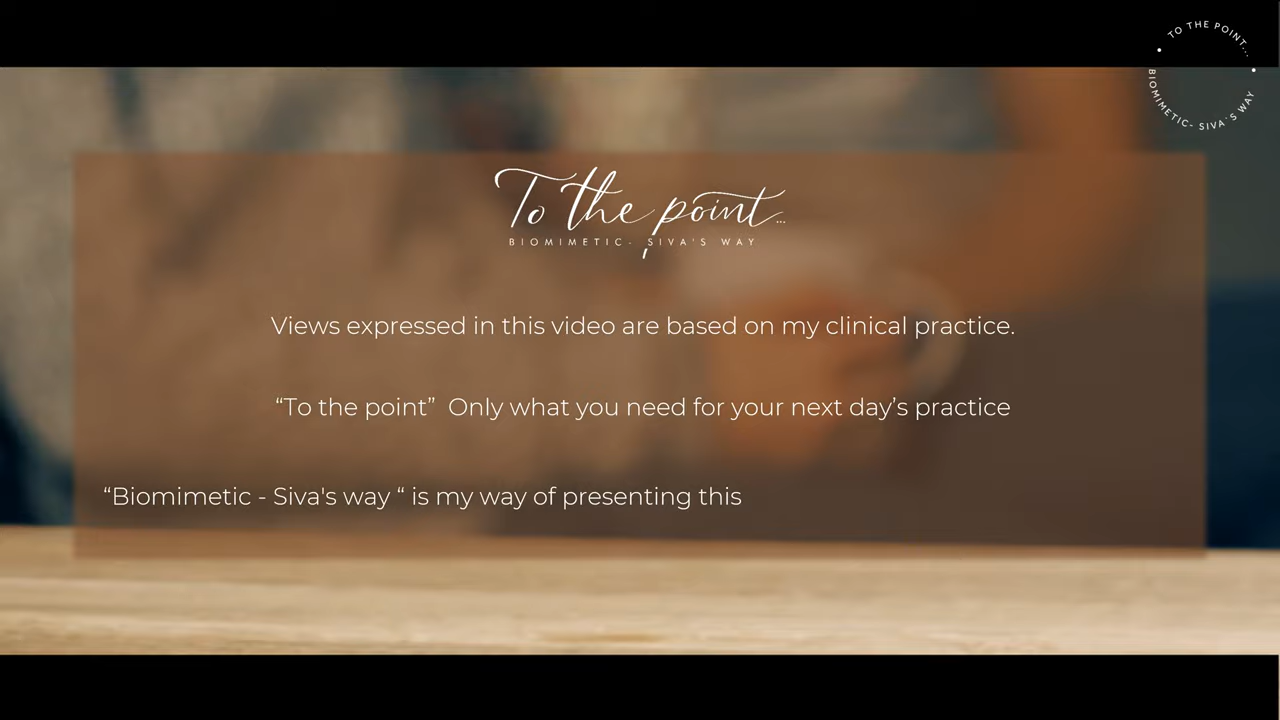 TO THE POINT...
BIOMIMETIC- SIVA'S WAY
To the point...
BIOMIMETIC- SIVA'S WAY
Views expressed in this video are based on my clinical practice.
“To the point”  Only what you need for your next day’s practice
“Biomimetic - Siva's way “ is my way of presenting this